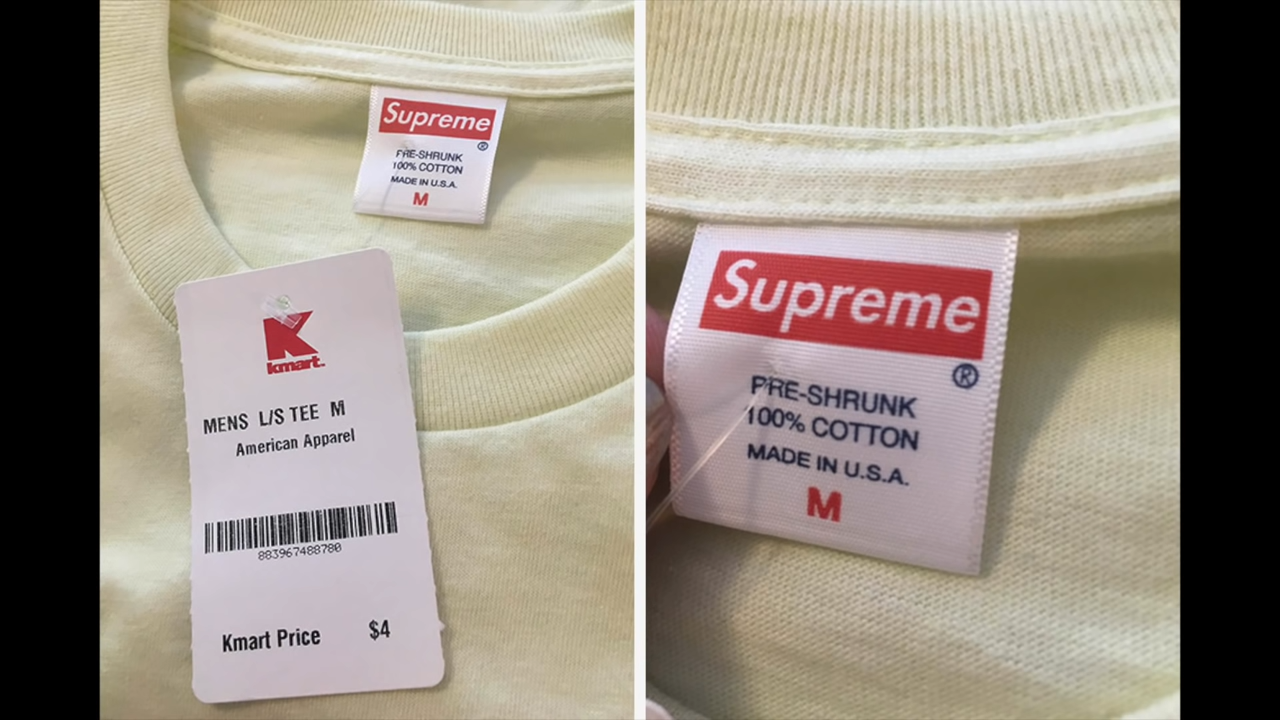 Supreme
®
PRE-SHRUNK
100% COTTON
MADE IN U.S.A.
M
K
kmart.
MENS L/S TEE M
American Apparel
883967488780
Kmart Price $4
Supreme
®
PRE-SHRUNK
100% COTTON
MADE IN U.S.A.
M